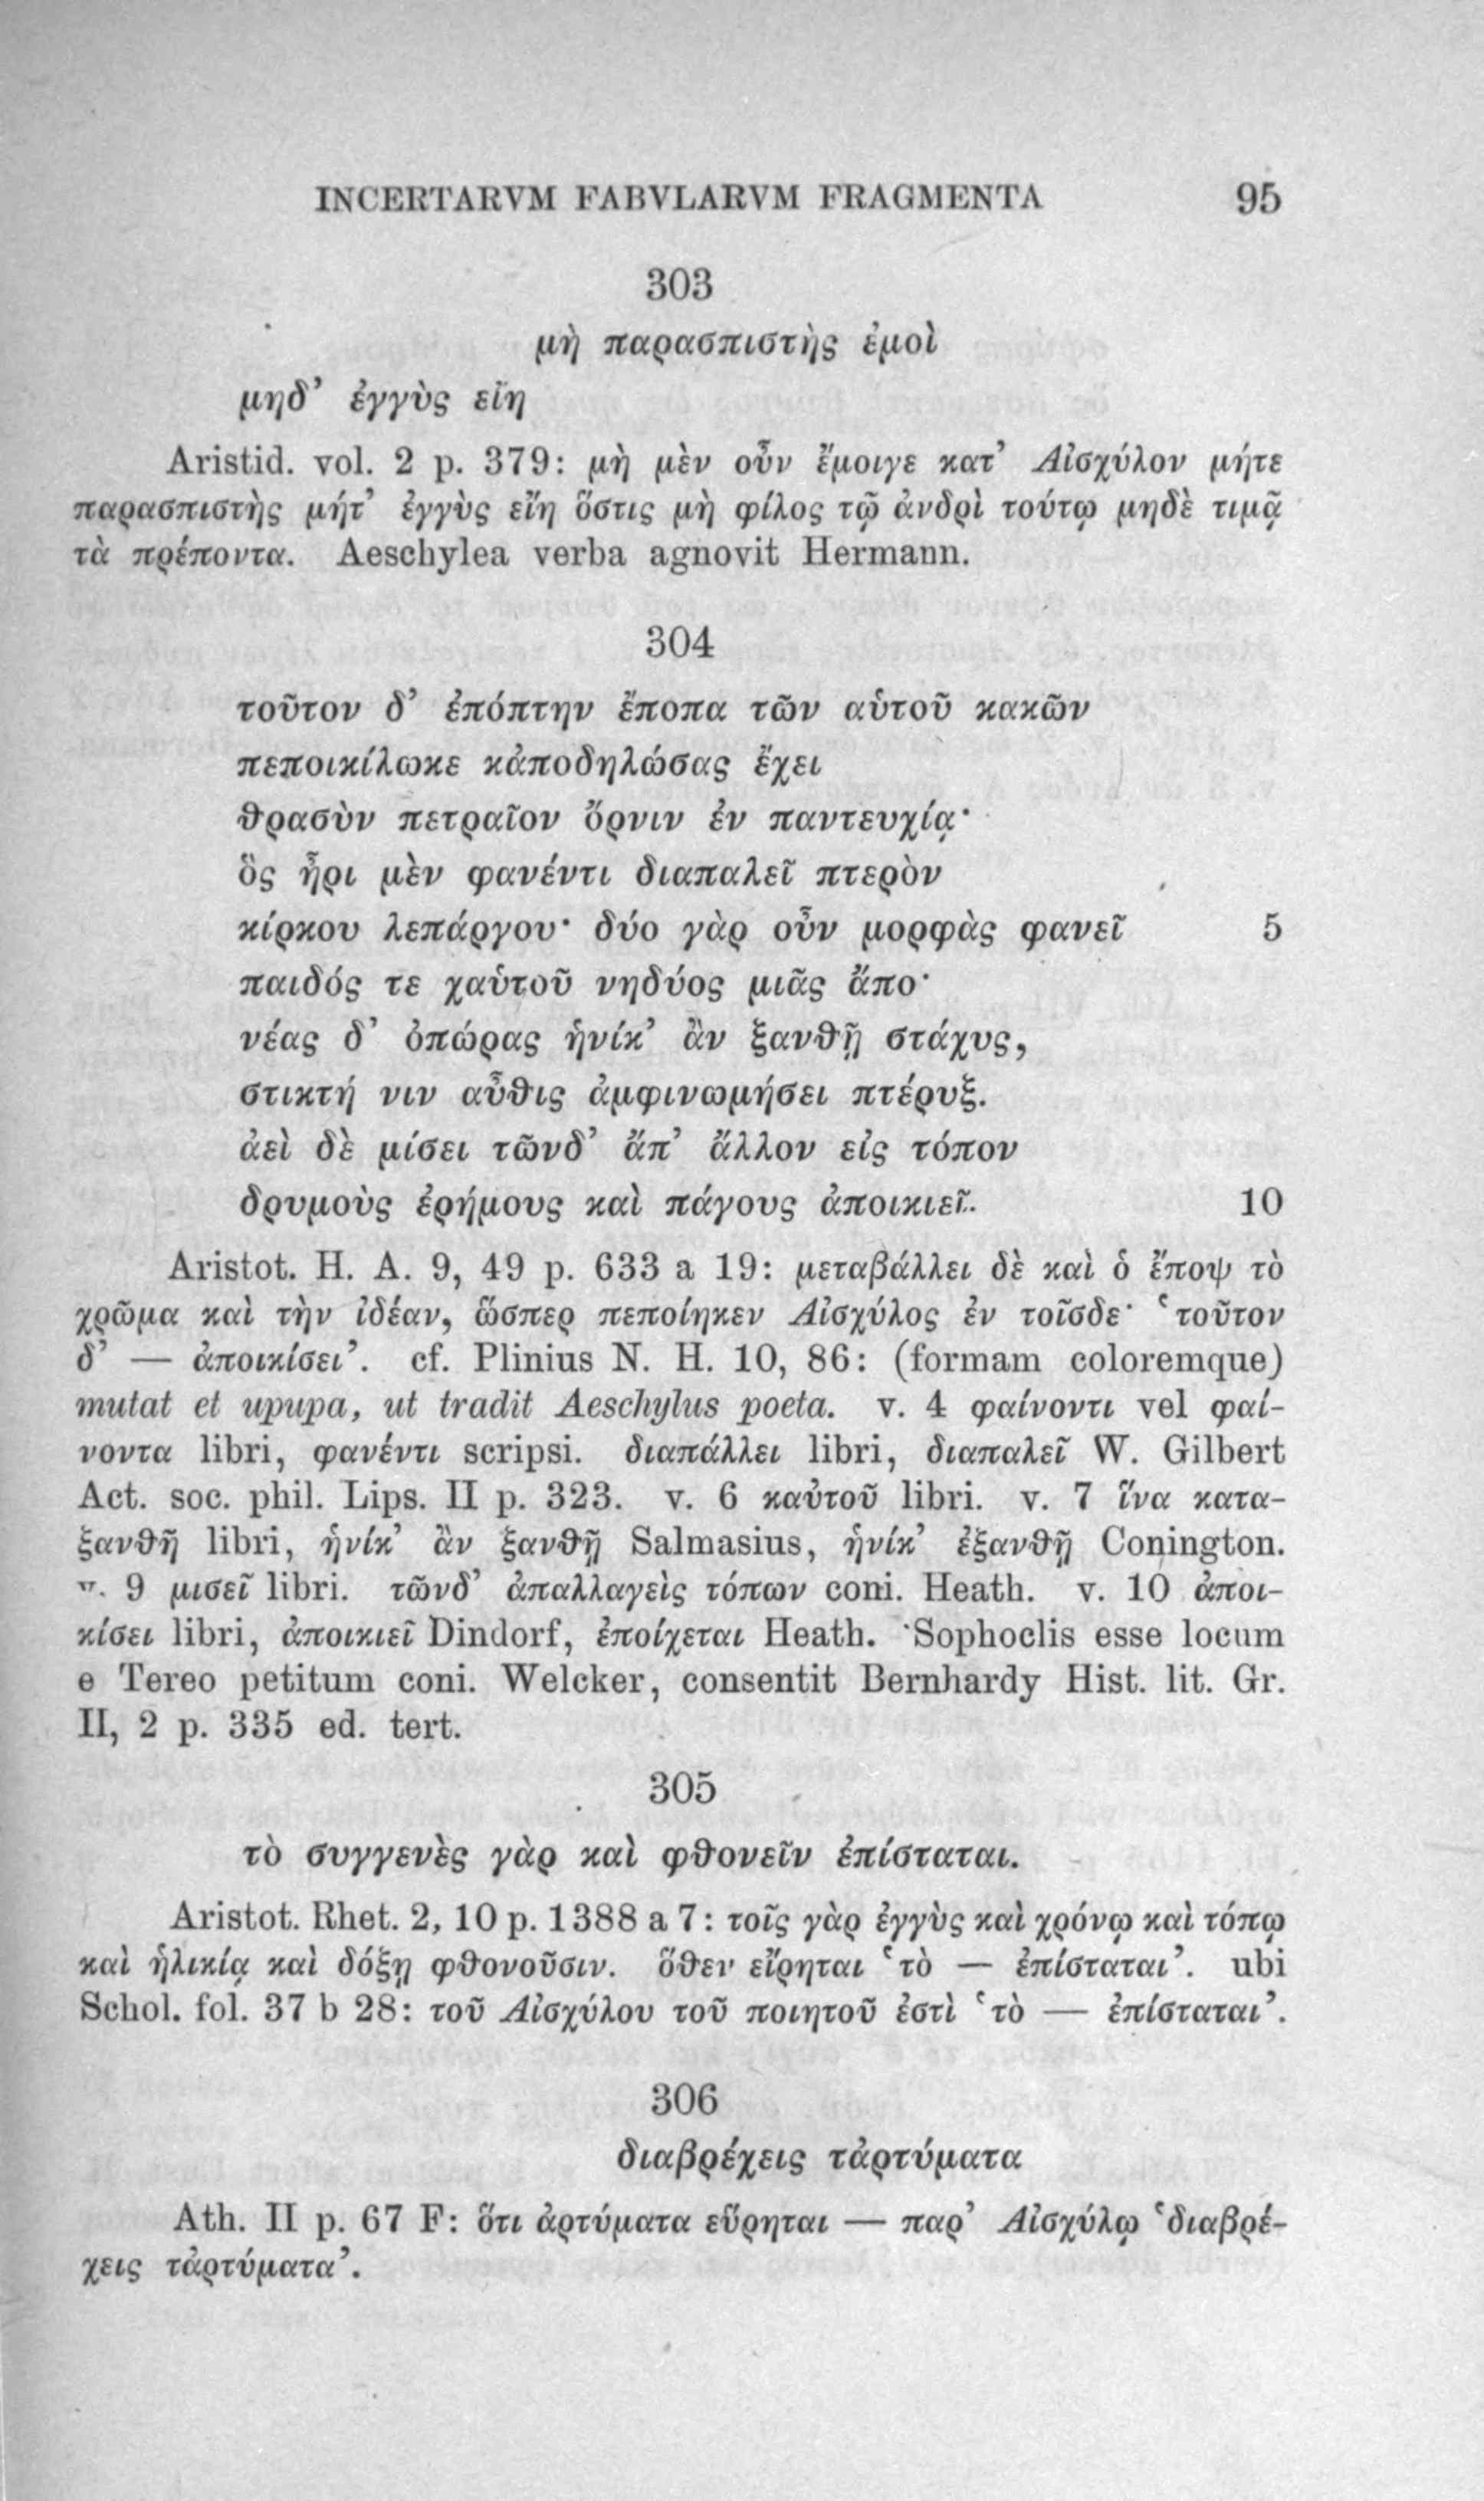 INCERTARVM FABVLARVM FRAGMENTA 95
303
μὴ παρασπιστὴς ἐμοὶ
μηδ’ ἐγγὺς εἴη
Aristid. vol. 2 p. 379: μὴ μὲν οὖν ἔμοιγε κατ’ Αἰσχύλον μήτε
παρασπιστὴς μήτ’ ἐγγὺς εἴη ὅστις μὴ φίλος τῷ ἀνδρὶ τούτῳ μηδὲ τιμᾷ
τὰ πρέποντα. Aeschylea verba agnovit Hermann.
304
τοῦτον δ’ ἐπόπτην ἔποπα τῶν αὑτοῦ κακῶν
πεποικίλωκε κἀποδηλώσας ἔχει
θρασὺν πετραῖον ὄρνιν ἐν παντευχίᾳ·
ὃς ἦρι μὲν φανέντι διαπαλεῖ πτερὸν
κίρκου λεπάργου· δύο γὰρ οὖν μορφὰς φανεῖ 5
παιδός τε χαὑτοῦ νηδύος μιᾶς ἄπο·
νέας δ’ ὀπώρας ἡνίκ’ ἂν ξανθῇ στάχυς,
στικτή νιν αὖθις ἀμφινωμήσει πτέρυξ.
ἀεὶ δὲ μίσει τῶνδ’ ἄπ’ ἄλλον εἰς τόπον
δρυμοὺς ἐρήμους καὶ πάγους ἀποικιεῖ. 10
Aristot. H. A. 9, 49 p. 633 a 19: μεταβάλλει δὲ καὶ ὁ ἔποψ τὸ
χρῶμα καὶ τὴν ἰδέαν, ὥσπερ πεποίηκεν Αἰσχύλος ἐν τοῖσδε· ‘τοῦτον
δ’ — ἀποικίσει’. cf. Plinius N. H. 10, 86: (formam coloremque)
mutat et upupa, ut tradit Aeschylus poeta. v. 4 φαίνοντι vel φαί-
νοντα libri, φανέντι scripsi. διαπάλλει libri, διαπαλεῖ W. Gilbert
Act. soc. phil. Lips. II p. 323. v. 6 καὐτοῦ libri. v. 7 ἵνα κατα-
ξανθῇ libri, ἡνίκ’ ἂν ξανθῇ Salmasius, ἡνίκ’ ἐξανθῇ Conington.
v. 9 μισεῖ libri. τῶνδ’ ἀπαλλαγεὶς τόπων coni. Heath. v. 10 ἀποι-
κίσει libri, ἀποικιεῖ Dindorf, ἐποίχεται Heath. Sophoclis esse locum
e Tereo petitum coni. Welcker, consentit Bernhardy Hist. lit. Gr.
II, 2 p. 335 ed. tert.
305
τὸ συγγενὲς γὰρ καὶ φθονεῖν ἐπίσταται.
Aristot. Rhet. 2, 10 p. 1388 a 7: τοῖς γὰρ ἐγγὺς καὶ χρόνῳ καὶ τόπῳ
καὶ ἡλικίᾳ καὶ δόξῃ φθονοῦσιν. ὅθεν εἴρηται ‘τὸ — ἐπίσταται’. ubi
Schol. fol. 37 b 28: τοῦ Αἰσχύλου τοῦ ποιητοῦ ἐστὶ ‘τὸ — ἐπίσταται’.
306
διαβρέχεις τἀρτύματα
Ath. II p. 67 F: ὅτι ἀρτύματα εὕρηται — παρ’ Αἰσχύλῳ ‘διαβρέ-
χεις τἀρτύματα’.